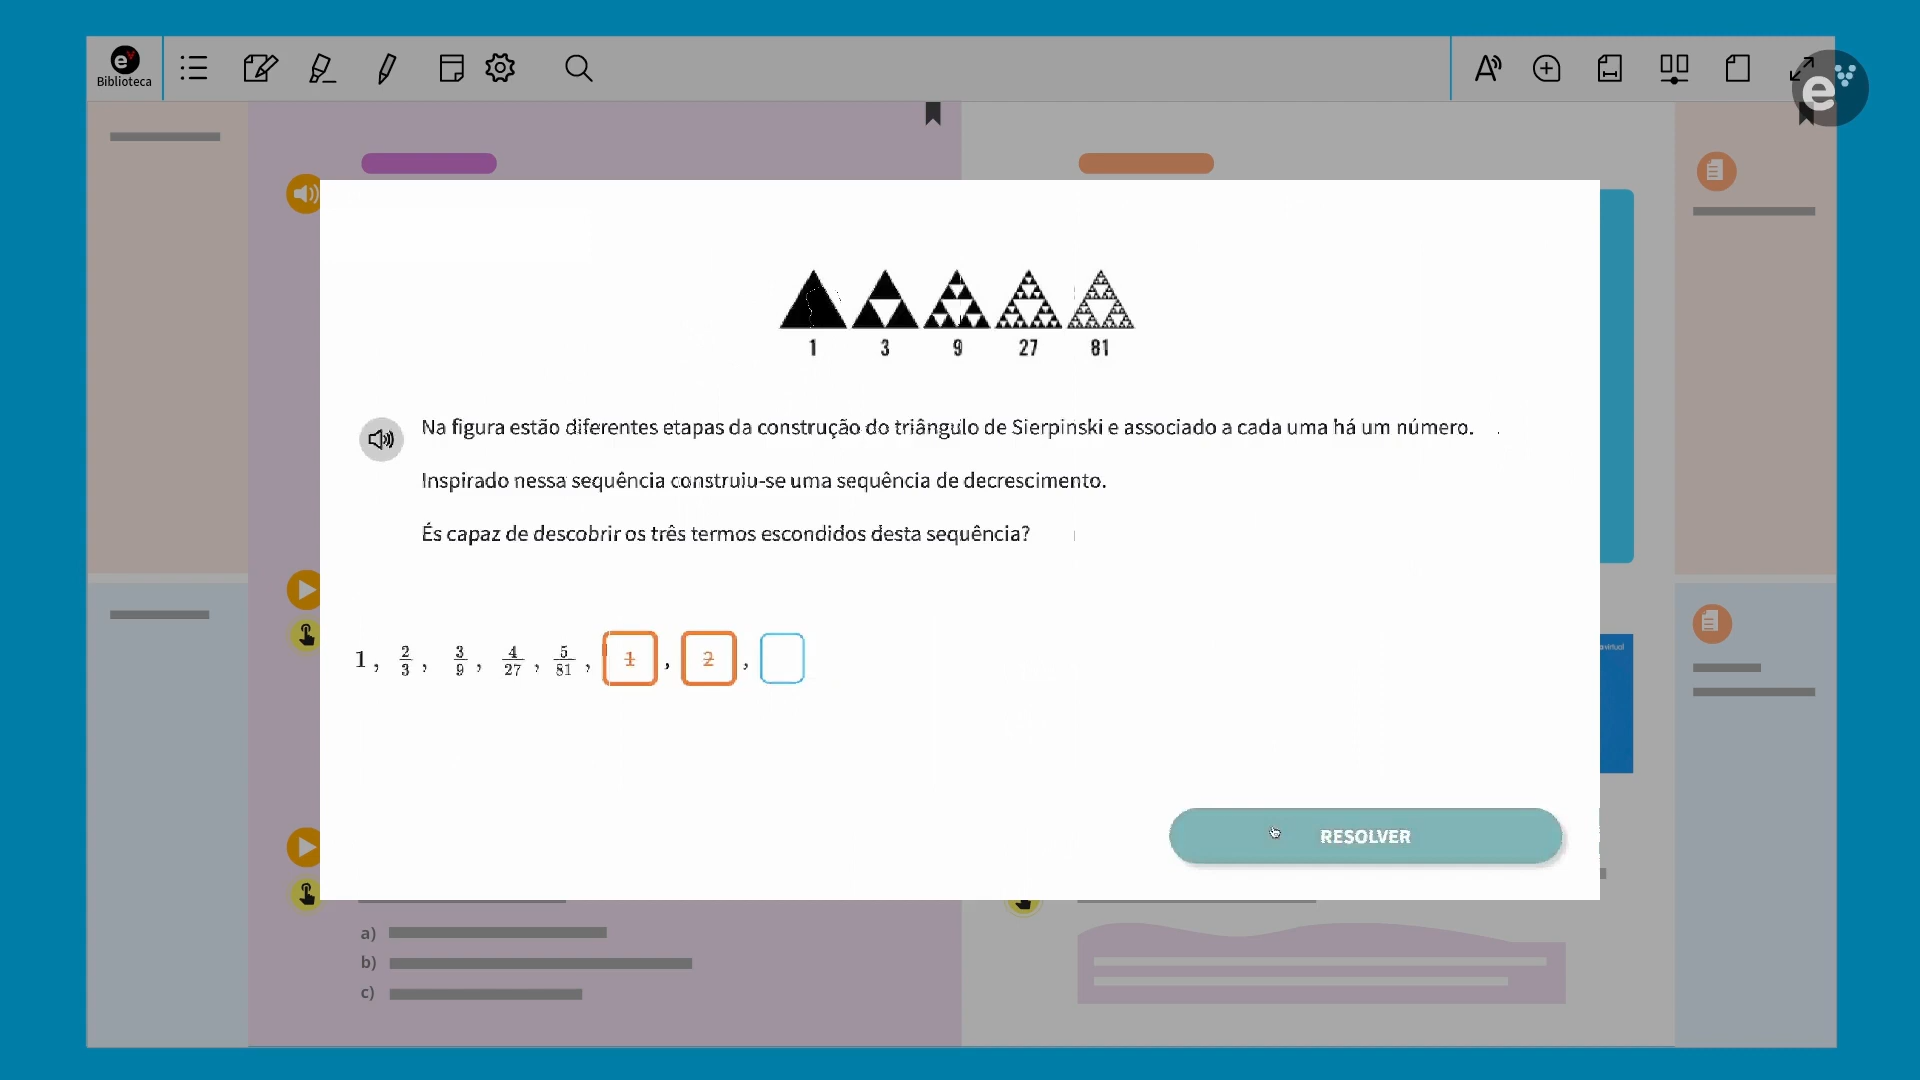 e
Biblioteca
A
e
1 3 9 27 81
Na figura estão diferentes etapas da construção do triângulo de Sierpinski e associado a cada uma há um número.
Inspirado nessa sequência construiu-se uma sequência de decrescimento.
És capaz de descobrir os três termos escondidos desta sequência?
virtual
1 , 2/3 , 3/9 , 4/27 , 5/81 , 1 , 2 ,
RESOLVER
a)
b)
c)